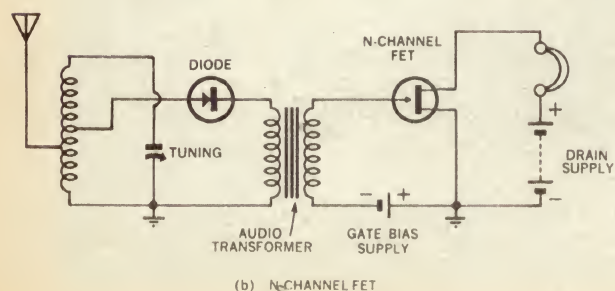 N-CHANNEL
FET
DIODE
TUNING
+
DRAIN
SUPPLY
-
- +
AUDIO
TRANSFORMER
GATE BIAS
SUPPLY
(b) N-CHANNEL FET